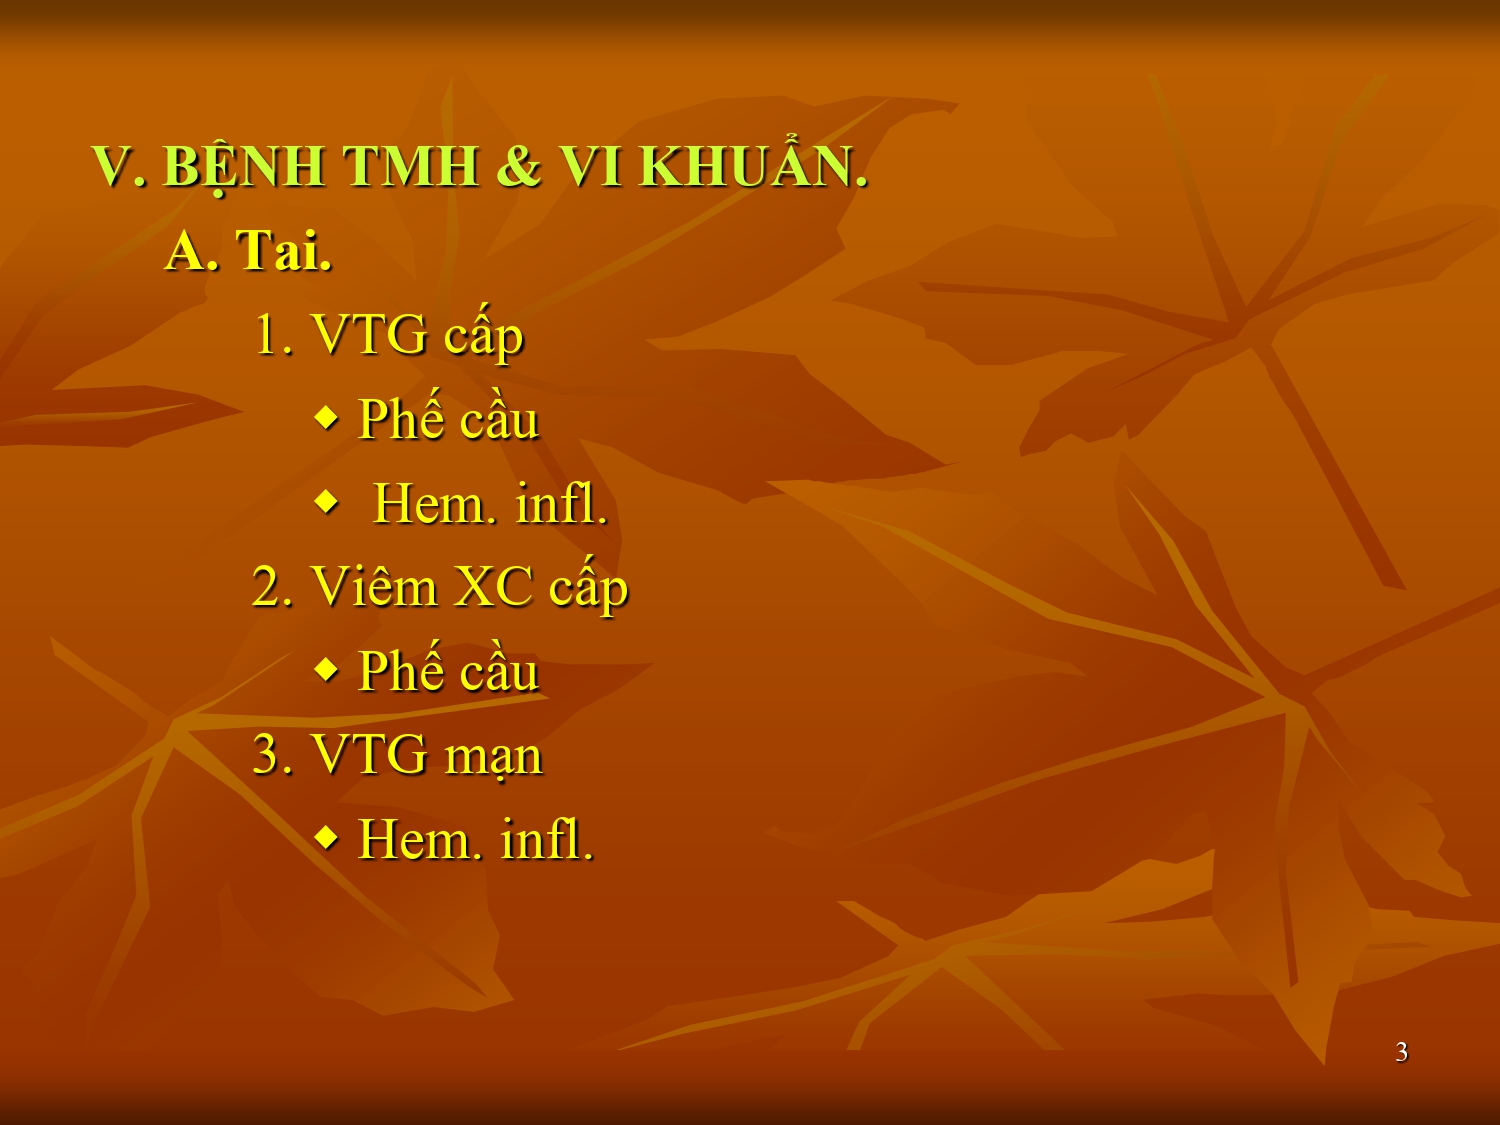 V. BỆNH TMH & VI KHUẨN.
A. Tai.
1. VTG cấp
◆ Phế cầu
◆ Hem. infl.
2. Viêm XC cấp
◆ Phế cầu
3. VTG mạn
◆ Hem. infl.
3